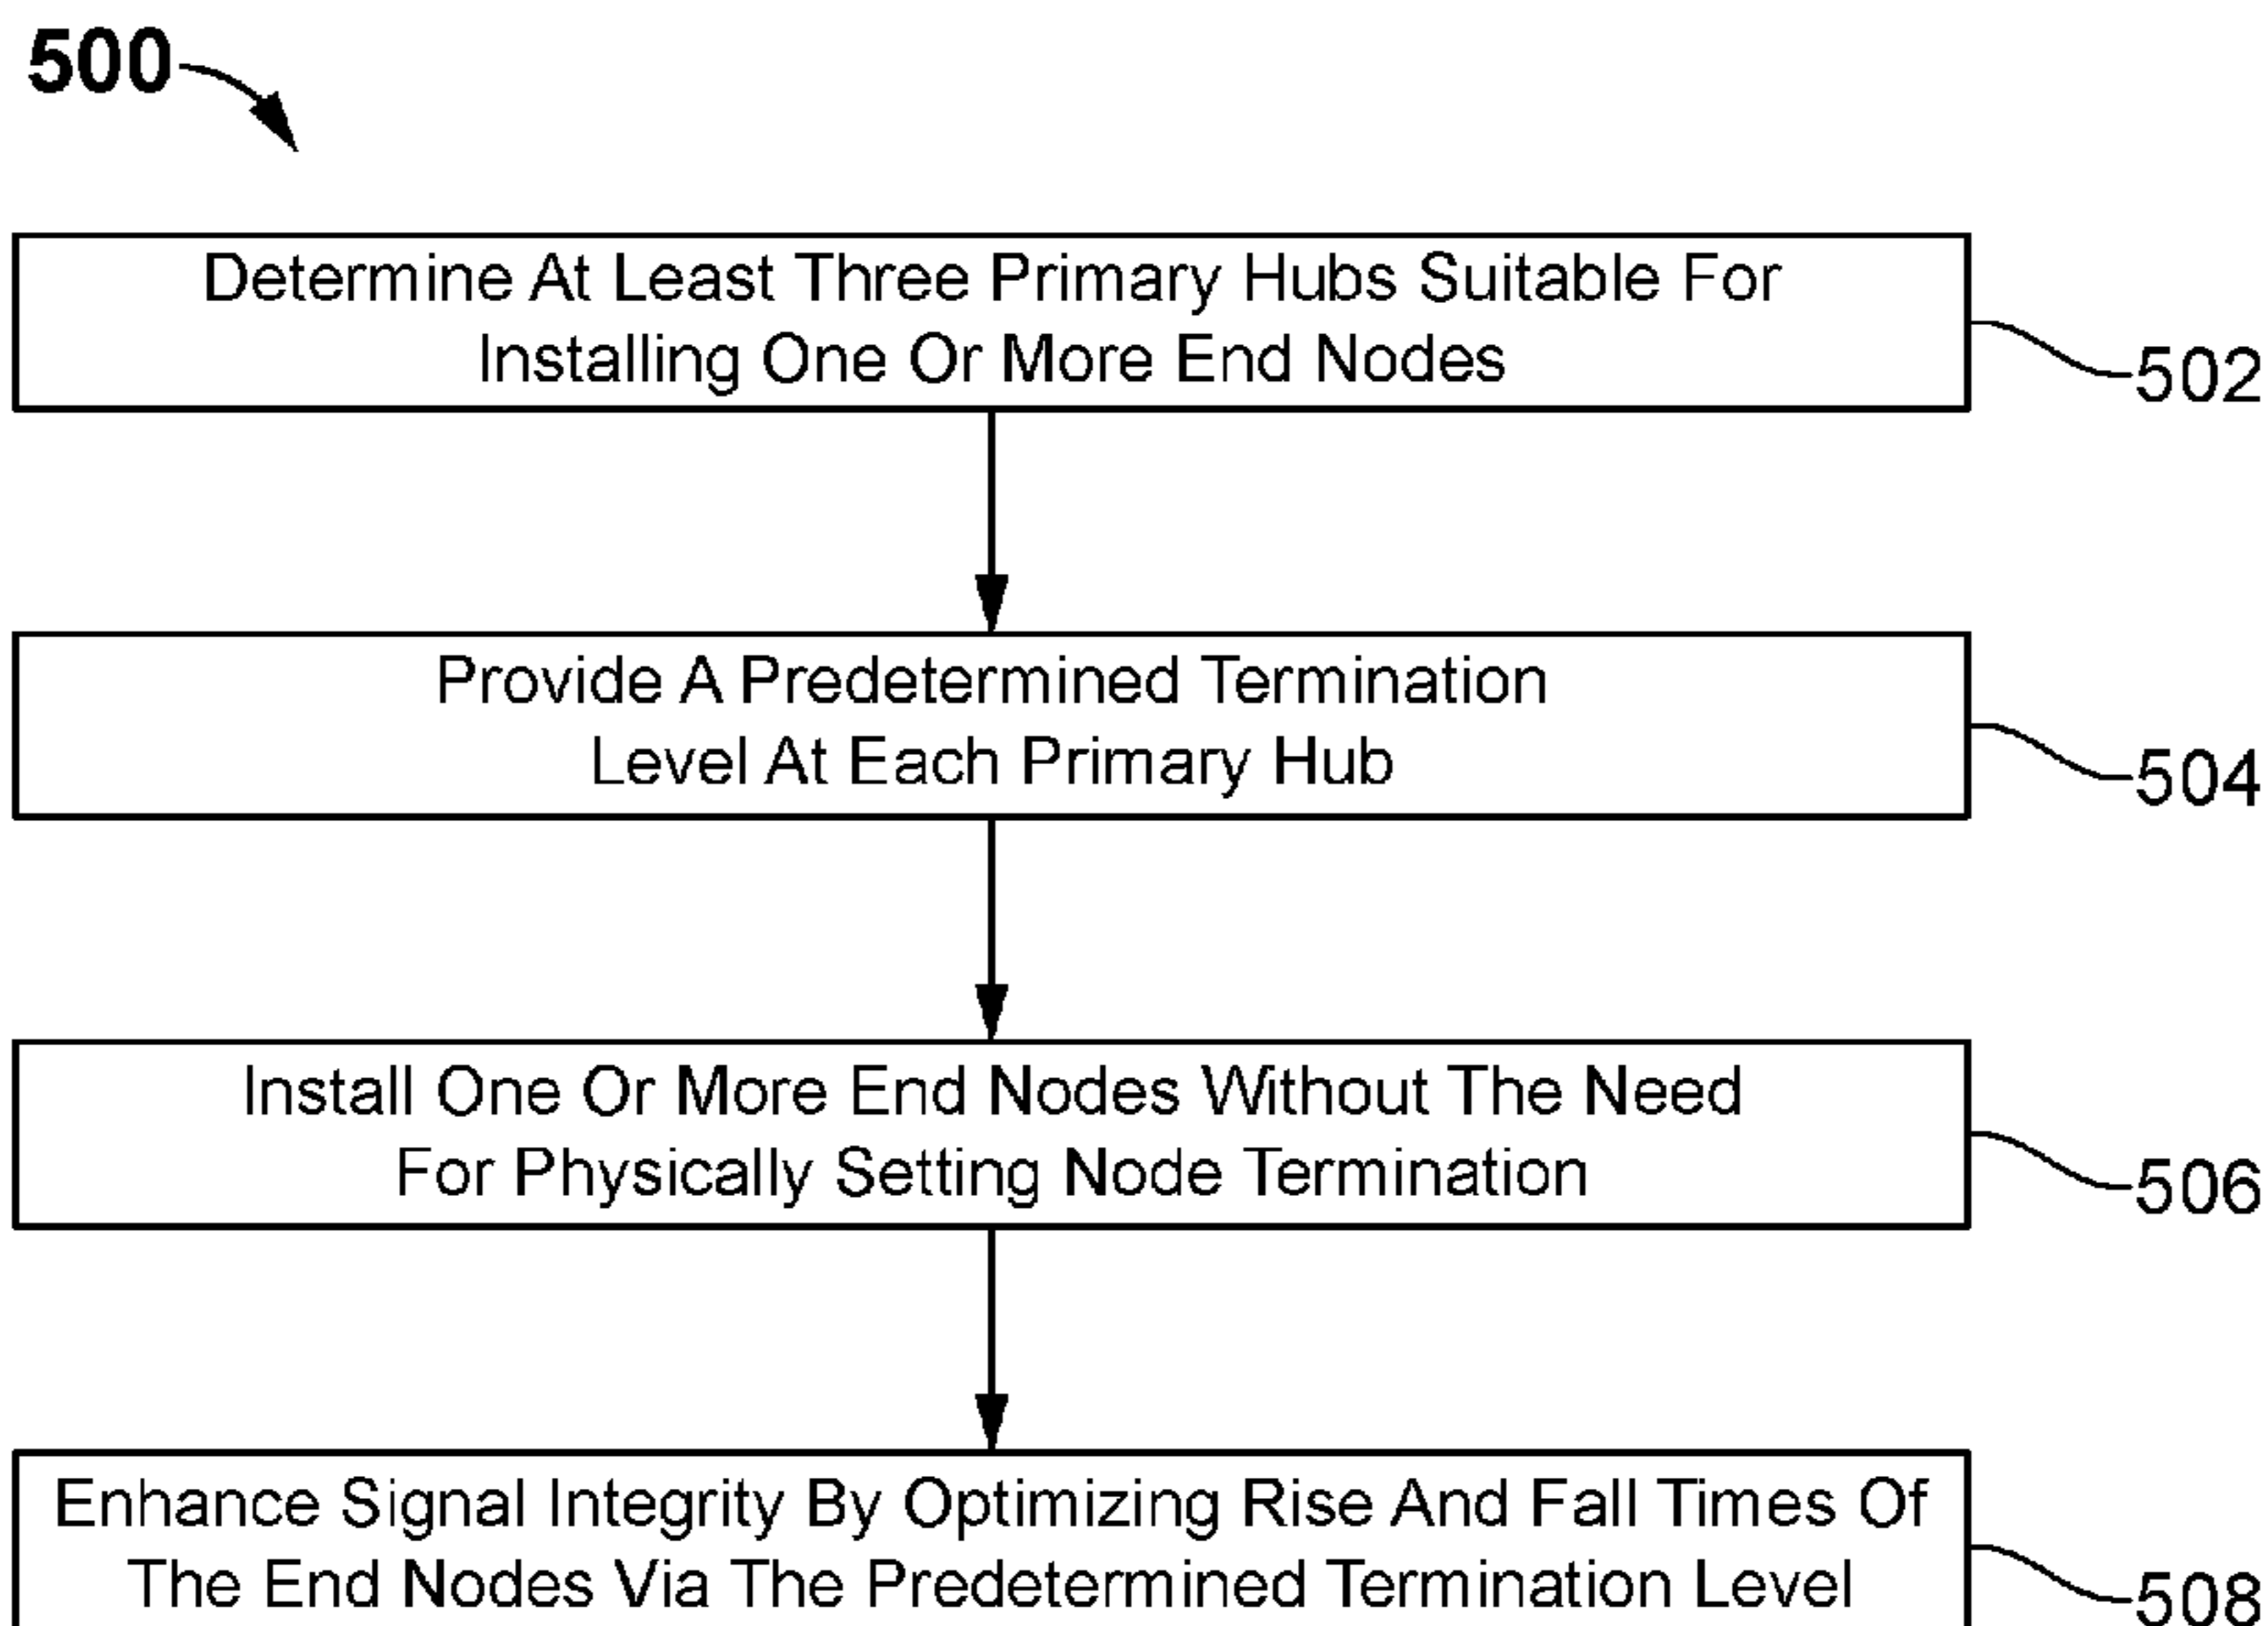 500
Determine At Least Three Primary Hubs Suitable For
Installing One Or More End Nodes
502
Provide A Predetermined Termination
Level At Each Primary Hub
504
Install One Or More End Nodes Without The Need
For Physically Setting Node Termination
506
Enhance Signal Integrity By Optimizing Rise And Fall Times Of
The End Nodes Via The Predetermined Termination Level
508